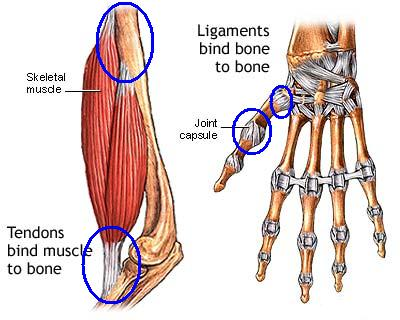 Skeletal
muscle
Tendons
bind muscle
to bone
Ligaments
bind bone
to bone
Joint
capsule